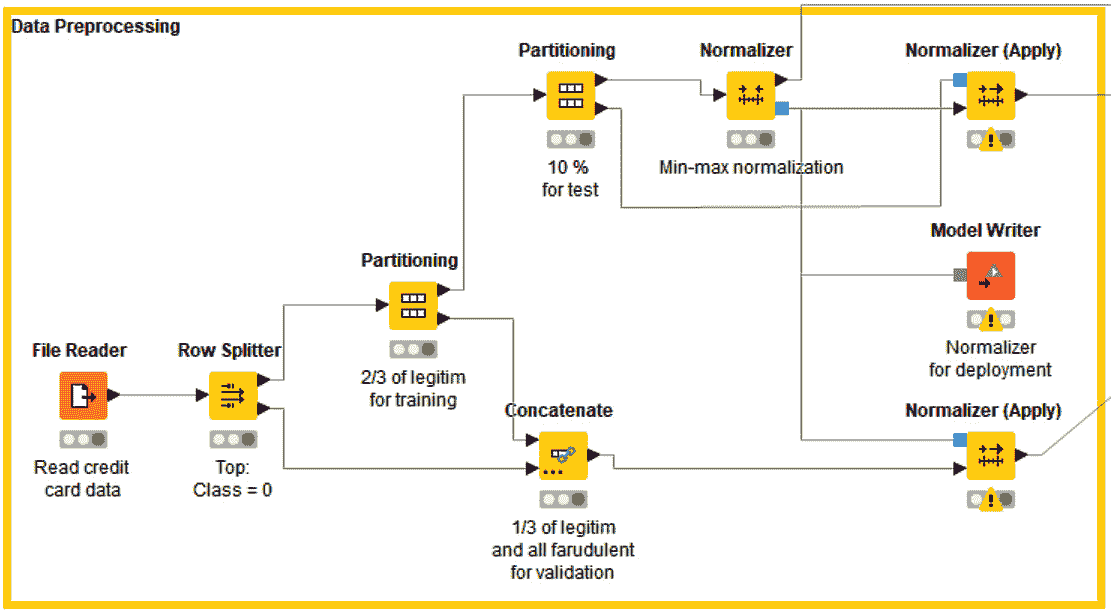 Data Preprocessing
Partitioning
10 %
for test
Normalizer
Min-max normalization
Normalizer (Apply)
Model Writer
Normalizer
for deployment
Partitioning
2/3 of legitim
for training
File Reader
Read credit
card data
Row Splitter
Top:
Class = 0
Concatenate
1/3 of legitim
and all farudulent
for validation
Normalizer (Apply)